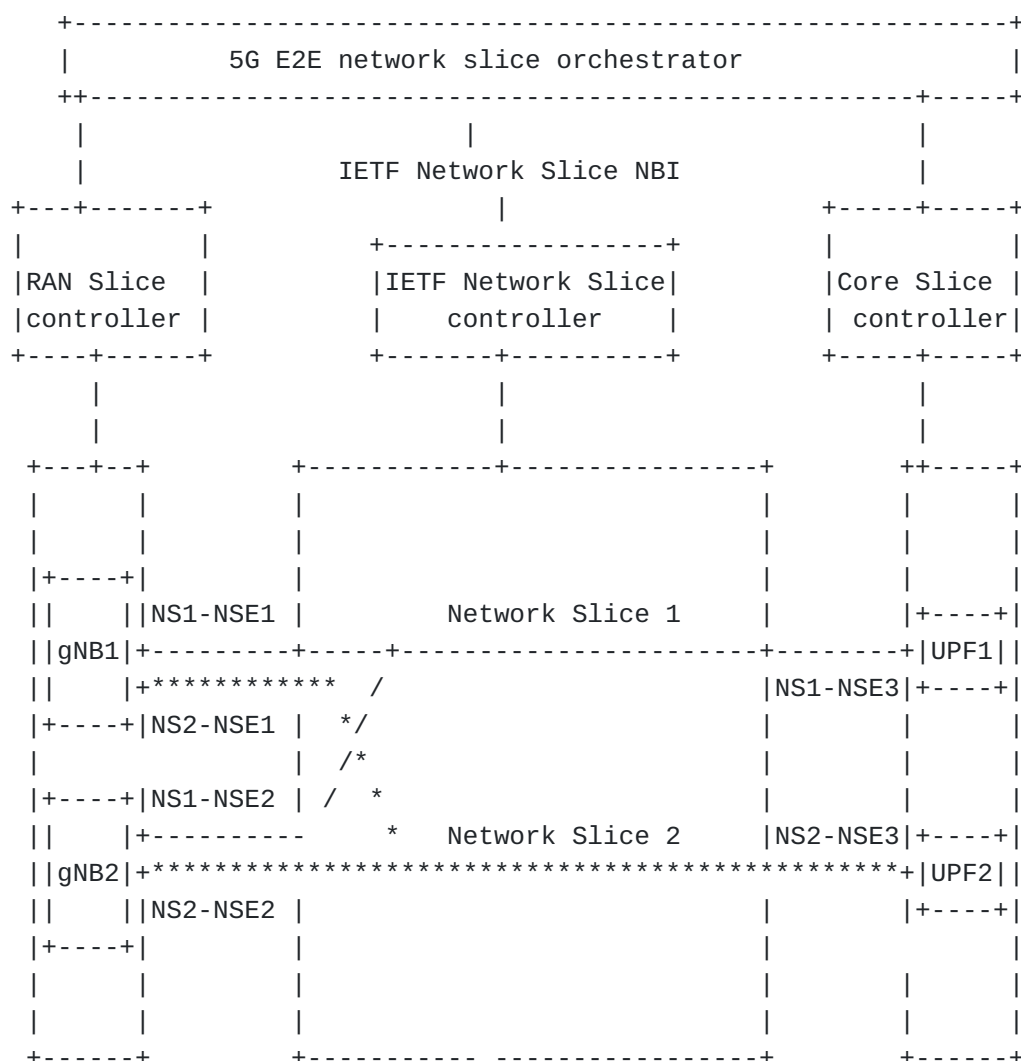 5G E2E network slice orchestrator
IETF Network Slice NBI
RAN Slice controller
IETF Network Slice controller
Core Slice controller
NS1-NSE1 Network Slice 1
gNB1 UPF1
NS1-NSE3
NS2-NSE1
NS1-NSE2
Network Slice 2 NS2-NSE3
gNB2 UPF2
NS2-NSE2